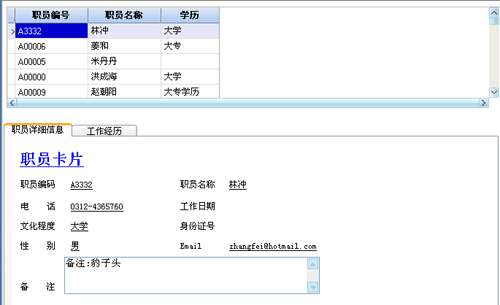 职员编号 职员名称 学历
A3332 林冲 大学
A00006 姜和 大专
A00005 米丹丹
A00000 洪成海 大学
A00009 赵朝阳 大专学历
职员详细信息 工作经历
职员卡片
职员编码 A3332 职员名称 林冲
电 话 0312-4365760 工作日期
文化程度 大学 身份证号
性 别 男 Email zhangfei@hotmail.com
备注:豹子头
备 注